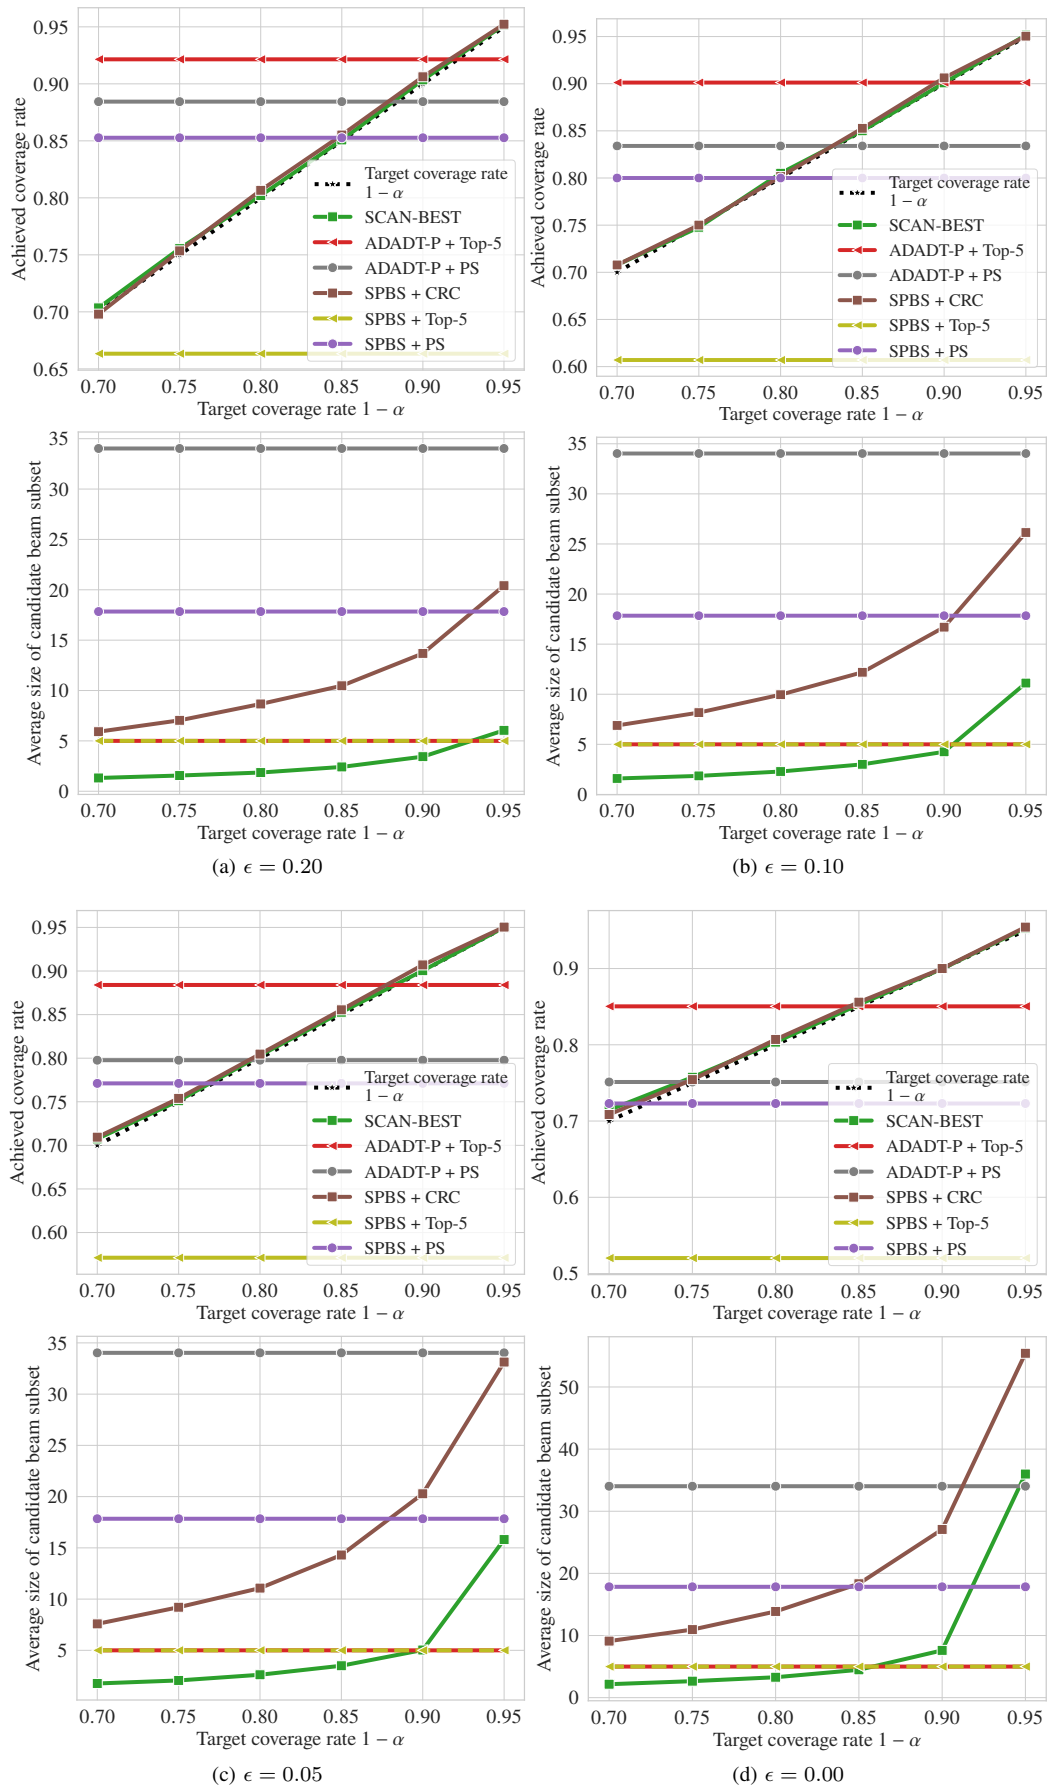 0.95
0.90
0.85
0.80
0.75
0.70
0.65
Achieved coverage rate
Target coverage rate
1 − α
SCAN-BEST
ADADT-P + Top-5
ADADT-P + PS
SPBS + CRC
SPBS + Top-5
SPBS + PS
0.70 0.75 0.80 0.85 0.90 0.95
Target coverage rate 1 − α
0.95
0.90
0.85
0.80
0.75
0.70
0.65
0.60
Achieved coverage rate
Target coverage rate
1 − α
SCAN-BEST
ADADT-P + Top-5
ADADT-P + PS
SPBS + CRC
SPBS + Top-5
SPBS + PS
0.70 0.75 0.80 0.85 0.90 0.95
Target coverage rate 1 − α
35
30
25
20
15
10
5
0
Average size of candidate beam subset
0.70 0.75 0.80 0.85 0.90 0.95
Target coverage rate 1 − α
(a) ϵ = 0.20
35
30
25
20
15
10
5
0
Average size of candidate beam subset
0.70 0.75 0.80 0.85 0.90 0.95
Target coverage rate 1 − α
(b) ϵ = 0.10
0.95
0.90
0.85
0.80
0.75
0.70
0.65
0.60
Achieved coverage rate
Target coverage rate
1 − α
SCAN-BEST
ADADT-P + Top-5
ADADT-P + PS
SPBS + CRC
SPBS + Top-5
SPBS + PS
0.70 0.75 0.80 0.85 0.90 0.95
Target coverage rate 1 − α
0.9
0.8
0.7
0.6
0.5
Achieved coverage rate
Target coverage rate
1 − α
SCAN-BEST
ADADT-P + Top-5
ADADT-P + PS
SPBS + CRC
SPBS + Top-5
SPBS + PS
0.70 0.75 0.80 0.85 0.90 0.95
Target coverage rate 1 − α
35
30
25
20
15
10
5
Average size of candidate beam subset
0.70 0.75 0.80 0.85 0.90 0.95
Target coverage rate 1 − α
(c) ϵ = 0.05
50
40
30
20
10
0
Average size of candidate beam subset
0.70 0.75 0.80 0.85 0.90 0.95
Target coverage rate 1 − α
(d) ϵ = 0.00